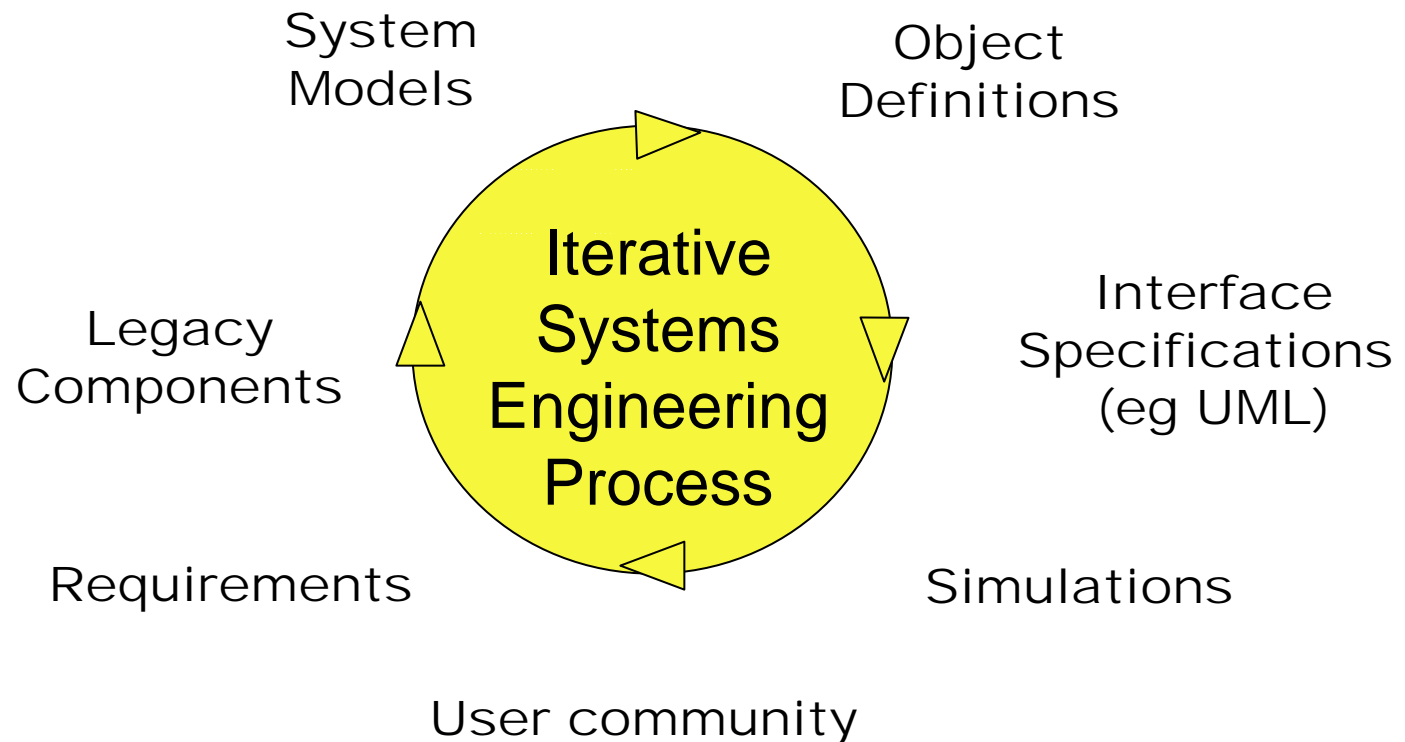 System
Models
Object
Definitions
Iterative
Systems
Engineering
Process
Interface
Specifications
(eg UML)
Legacy
Components
Requirements
Simulations
User community